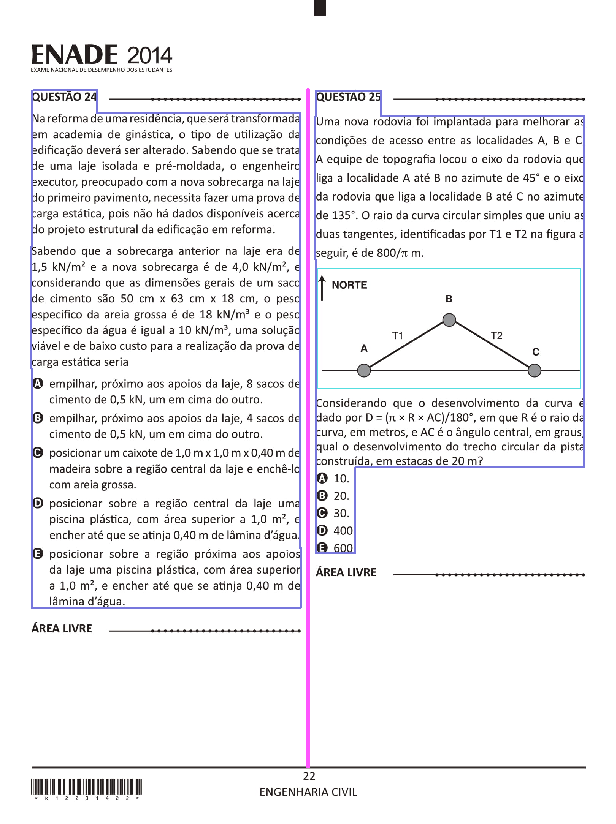 ENADE 2014
EXAME NACIONAL DE DESEMPENHO DOS ESTUDANTES
QUESTÃO 24
Na reforma de uma residência, que será transformada
em academia de ginástica, o tipo de utilização da
edificação deverá ser alterado. Sabendo que se trata
de uma laje isolada e pré-moldada, o engenheiro
executor, preocupado com a nova sobrecarga na laje
do primeiro pavimento, necessita fazer uma prova de
carga estática, pois não há dados disponíveis acerca
do projeto estrutural da edificação em reforma.
Sabendo que a sobrecarga anterior na laje era de
1,5 kN/m² e a nova sobrecarga é de 4,0 kN/m², e
considerando que as dimensões gerais de um saco
de cimento são 50 cm x 63 cm x 18 cm, o peso
específico da areia grossa é de 18 kN/m³ e o peso
específico da água é igual a 10 kN/m³, uma solução
viável e de baixo custo para a realização da prova de
carga estática seria
A empilhar, próximo aos apoios da laje, 8 sacos de
cimento de 0,5 kN, um em cima do outro.
B empilhar, próximo aos apoios da laje, 4 sacos de
cimento de 0,5 kN, um em cima do outro.
C posicionar um caixote de 1,0 m x 1,0 m x 0,40 m de
madeira sobre a região central da laje e enchê-lo
com areia grossa.
D posicionar sobre a região central da laje uma
piscina plástica, com área superior a 1,0 m², e
encher até que se atinja 0,40 m de lâmina d’água.
E posicionar sobre a região próxima aos apoios
da laje uma piscina plástica, com área superior
a 1,0 m², e encher até que se atinja 0,40 m de
lâmina d’água.
ÁREA LIVRE
QUESTÃO 25
Uma nova rodovia foi implantada para melhorar as
condições de acesso entre as localidades A, B e C.
A equipe de topografia locou o eixo da rodovia que
liga a localidade A até B no azimute de 45° e o eixo
da rodovia que liga a localidade B até C no azimute
de 135°. O raio da curva circular simples que uniu as
duas tangentes, identificadas por T1 e T2 na figura a
seguir, é de 800/π m.
NORTE
B
T1
T2
A
C
Considerando que o desenvolvimento da curva é
dado por D = (π × R × AC)/180°, em que R é o raio da
curva, em metros, e AC é o ângulo central, em graus,
qual o desenvolvimento do trecho circular da pista
construída, em estacas de 20 m?
A 10.
B 20.
C 30.
D 400
E 600
ÁREA LIVRE
22
ENGENHARIA CIVIL